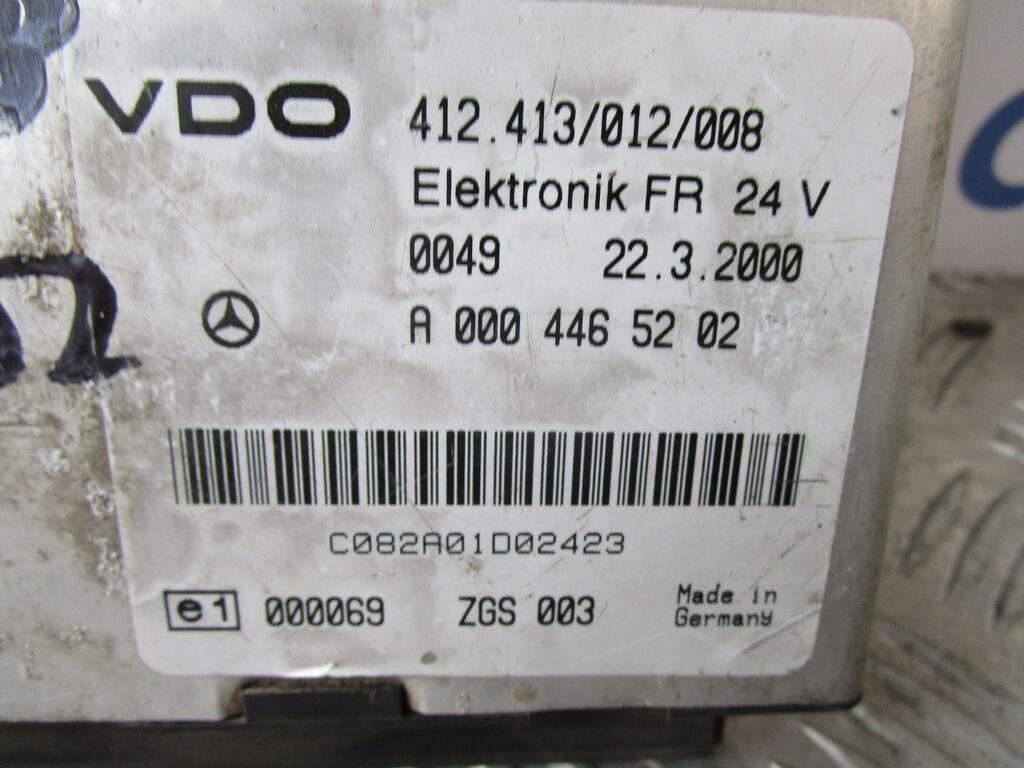 VDO
412.413/012/008
Elektronik FR 24 V
0049 22.3.2000
A 000 446 52 02
C082A01D02423
e1 000069 ZGS 003 Made in
Germany